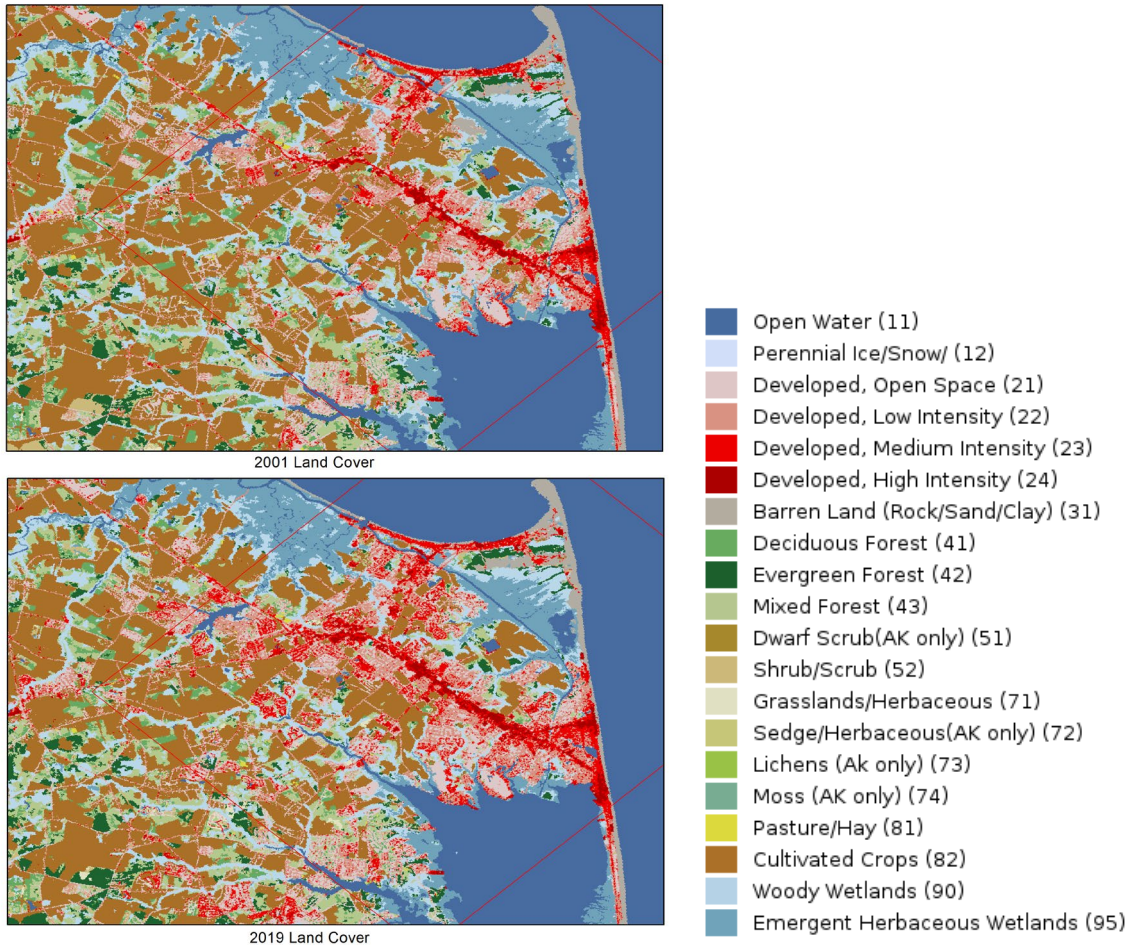 2001 Land Cover
2019 Land Cover
Open Water (11)
Perennial Ice/Snow/ (12)
Developed, Open Space (21)
Developed, Low Intensity (22)
Developed, Medium Intensity (23)
Developed, High Intensity (24)
Barren Land (Rock/Sand/Clay) (31)
Deciduous Forest (41)
Evergreen Forest (42)
Mixed Forest (43)
Dwarf Scrub(AK only) (51)
Shrub/Scrub (52)
Grasslands/Herbaceous (71)
Sedge/Herbaceous(AK only) (72)
Lichens (Ak only) (73)
Moss (AK only) (74)
Pasture/Hay (81)
Cultivated Crops (82)
Woody Wetlands (90)
Emergent Herbaceous Wetlands (95)